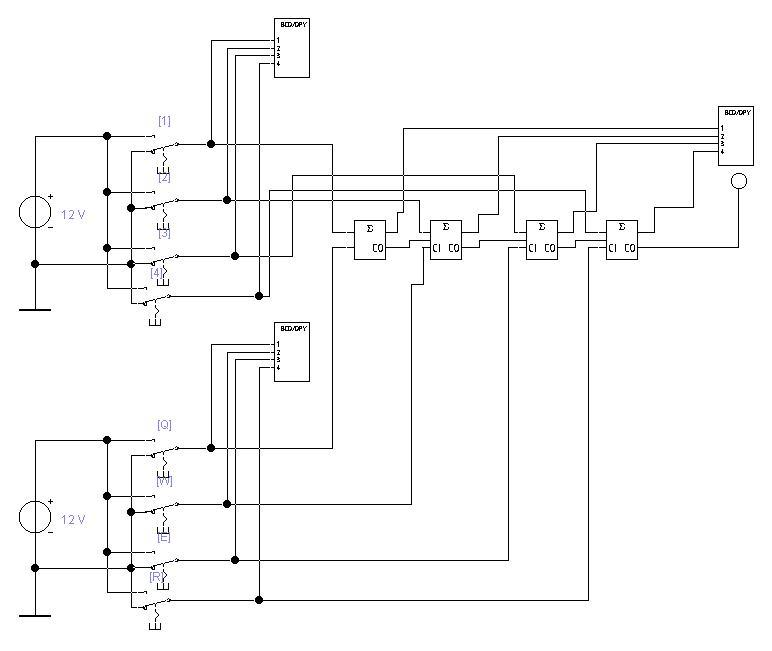 BCD/DPY
1
2
3
4
BCD/DPY
1
2
3
4
[1]
[2]
[3]
[4]
+
12 V
−
Σ
CO
Σ
CI CO
Σ
CI CO
Σ
CI CO
BCD/DPY
1
2
3
4
[Q]
[W]
[E]
[R]
+
12 V
−